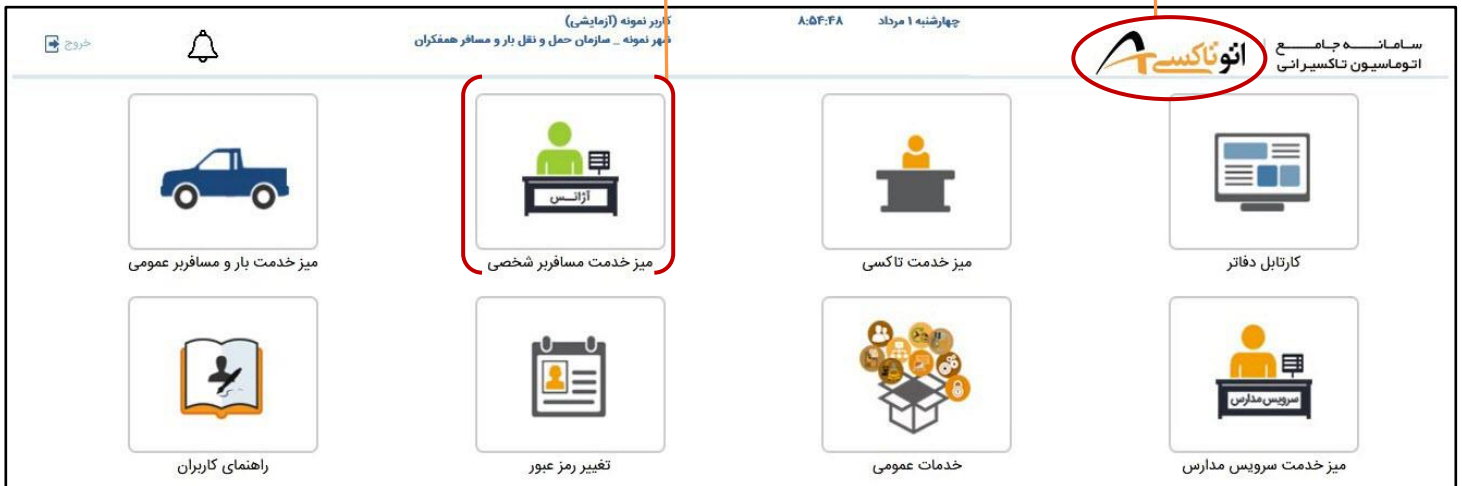 سامانه جامع
اتوماسیون تاکسیرانی
اتوتاکسی
چهارشنبه ۱ مرداد ۸:۵۴:۴۸
کاربر نمونه (آزمایشی)
شهر نمونه _ سازمان حمل و نقل بار و مسافر همفکران
خروج
کارتابل دفاتر
میز خدمت تاکسی
آژانس
میز خدمت مسافربر شخصی
میز خدمت بار و مسافربر عمومی
سرویس مدارس
میز خدمت سرویس مدارس
خدمات عمومی
تغییر رمز عبور
راهنمای کاربران